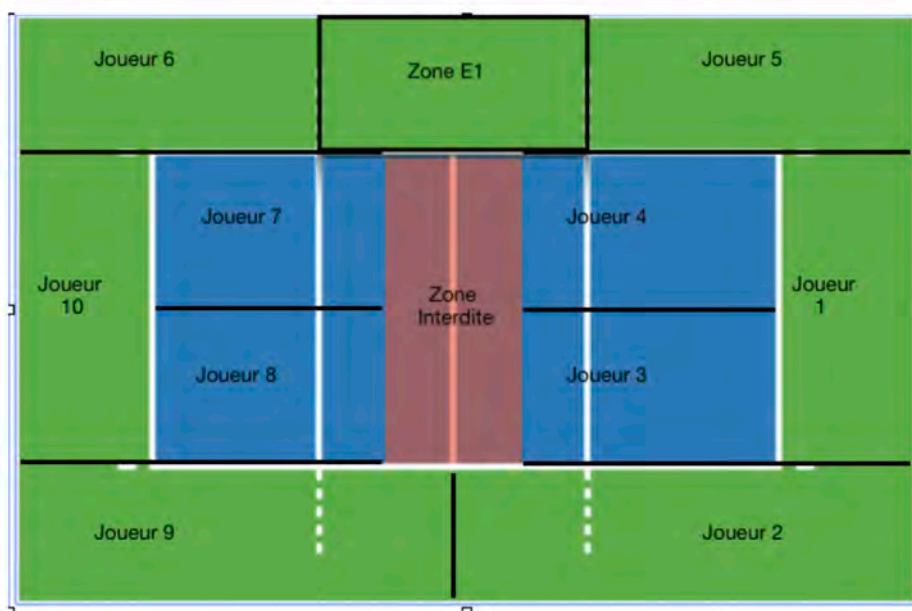 Joueur 6
Zone E1
Joueur 5
Joueur 7
Joueur 4
Joueur
10
Zone
Interdite
Joueur
1
Joueur 8
Joueur 3
Joueur 9
Joueur 2